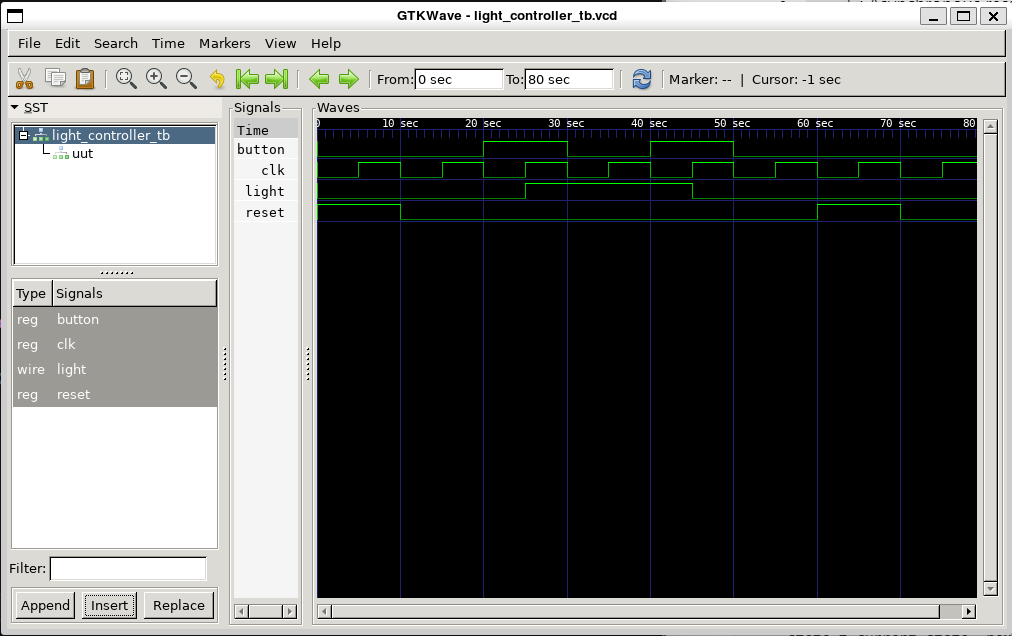 GTKWave - light_controller_tb.vcd
File Edit Search Time Markers View Help
From: 0 sec To: 80 sec Marker: -- | Cursor: -1 sec
SST
light_controller_tb
uut
Type Signals
reg button
reg clk
wire light
reg reset
Filter:
Append Insert Replace
Signals
Time
button
clk
light
reset
Waves
0 10 sec 20 sec 30 sec 40 sec 50 sec 60 sec 70 sec 80